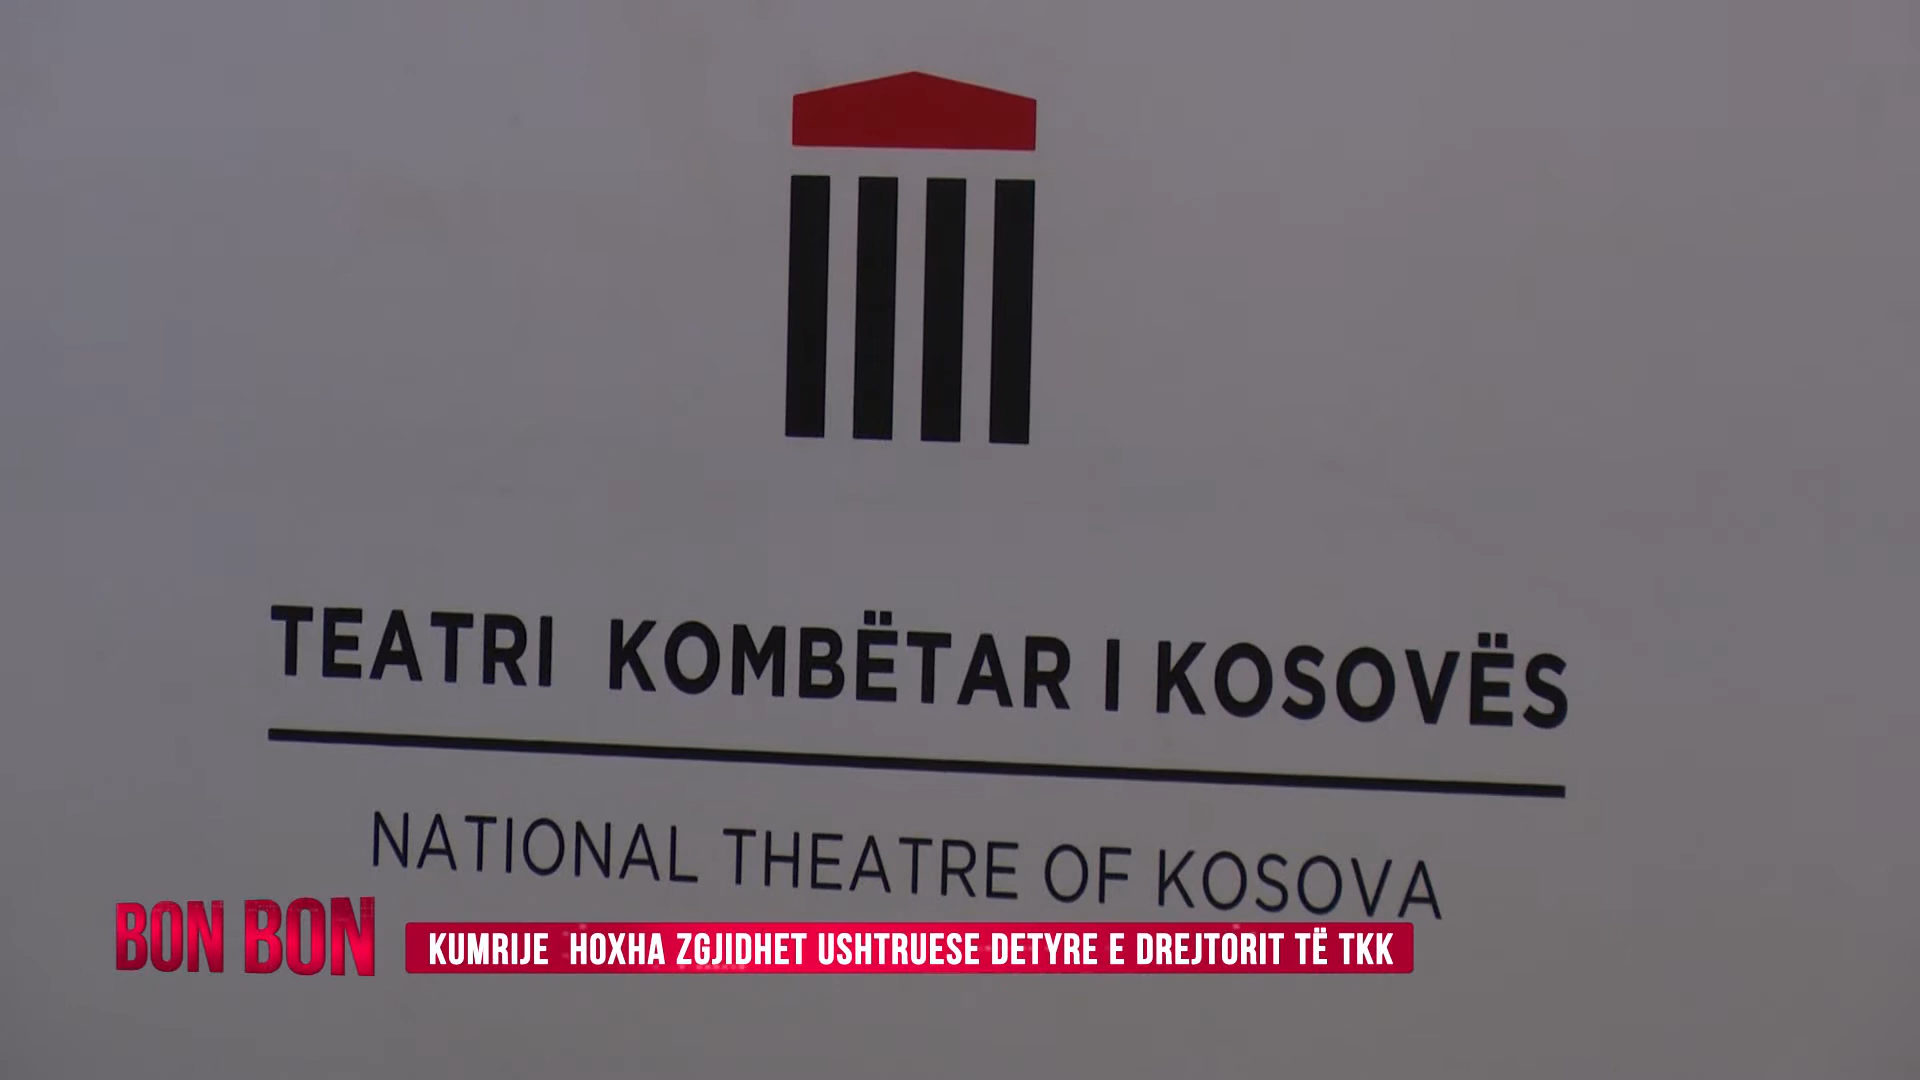 TEATRI KOMBËTAR I KOSOVËS
NATIONAL THEATRE OF KOSOVA
BON BON
KUMRIJE HOXHA ZGJIDHET USHTRUESE DETYRE E DREJTORIT TË TKK